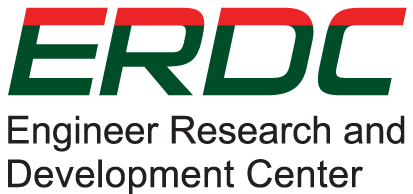 ERDC
Engineer Research and
Development Center